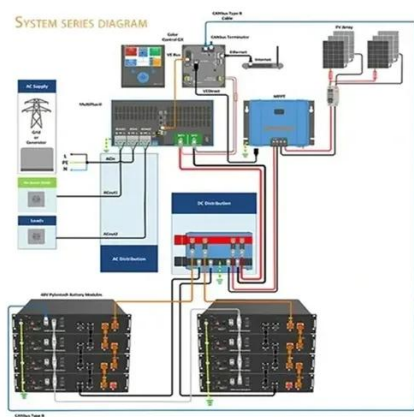 SYSTEM SERIES DIAGRAM
CANbus Type B
Cable
Color
Control GX
CANbus Terminator
PV Array
VE Bus
Ethernet
Internet
AC Supply
VE.Direct
MultiPlus-II
MPPT
Grid
or
Generator
L
PE
N
ACin
ACout1
Loads
ACout2
DC Distribution
AC Distribution
48V Pylontech Battery Modules
CANbus Type B